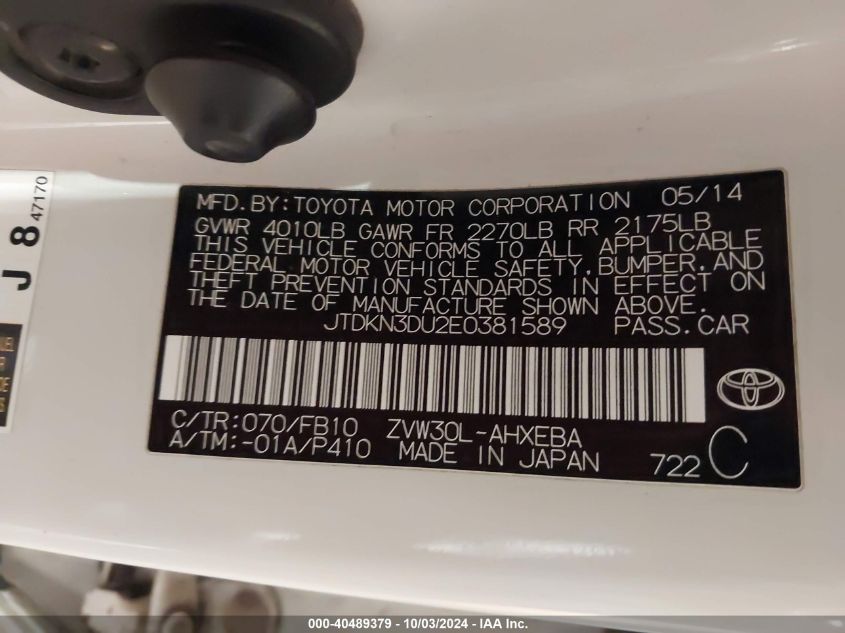 J 8 47170
MFD. BY: TOYOTA MOTOR CORPORATION 05/14
GVWR 4010LB GAWR FR 2270LB RR 2175LB
THIS VEHICLE CONFORMS TO ALL APPLICABLE
FEDERAL MOTOR VEHICLE SAFETY, BUMPER, AND
THEFT PREVENTION STANDARDS IN EFFECT ON
THE DATE OF MANUFACTURE SHOWN ABOVE.
JTDKN3DU2E0381589 PASS. CAR
C/TR: 070/FB10 ZVW30L-AHXEBA
A/TM: -01A/P410 MADE IN JAPAN 722 C
000-40489379 - 10/03/2024 - IAA Inc.